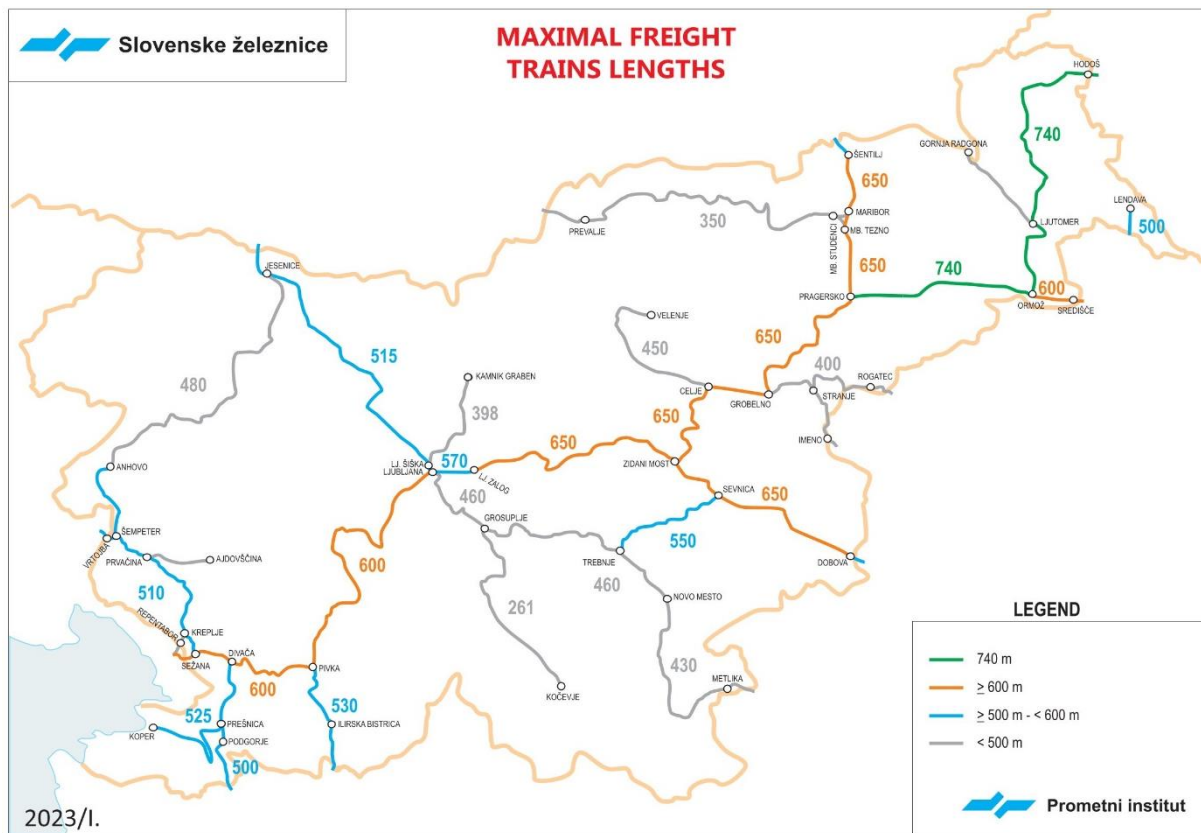 Slovenske železnice
MAXIMAL FREIGHT
TRAINS LENGTHS
HODOŠ
740
GORNJA RADGONA
ŠENTILJ
650
LENDAVA
500
350
PREVALJE
MARIBOR
MB. TEZNO
MB. STUDENCI
LJUTOMER
JESENICE
650
740
600
PRAGERSKO
ORMOŽ
SREDIŠČE
VELENJE
450
650
515
480
KAMNIK GRABEN
398
CELJE
GROBELNO
400
ROGATEC
STRANJE
650
IMENO
ANHOVO
LJ. ŠIŠKA
LJUBLJANA
570
LJ. ZALOG
650
ZIDANI MOST
460
SEVNICA
650
GROSUPLJE
ŠEMPETER
VRTOJBA
PRVAČINA
AJDOVŠČINA
550
TREBNJE
DOBOVA
600
460
510
261
NOVO MESTO
REPENTABOR
KREPLJE
SEŽANA
DIVAČA
PIVKA
600
430
METLIKA
KOČEVJE
525
PREŠNICA
530
ILIRSKA BISTRICA
KOPER
PODGORJE
500
LEGEND
740 m
≥ 600 m
≥ 500 m - < 600 m
< 500 m
2023/I.
Prometni institut